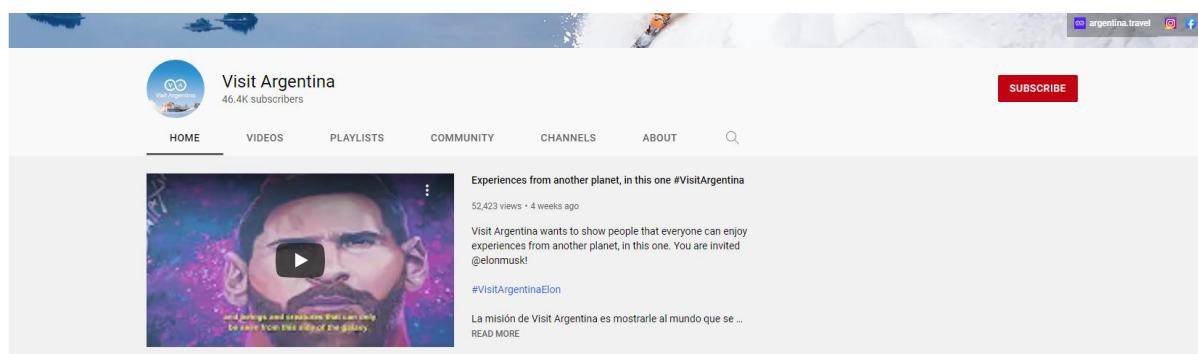 argentina.travel
VA
Visit Argentina
Visit Argentina
46.4K subscribers
SUBSCRIBE
HOME VIDEOS PLAYLISTS COMMUNITY CHANNELS ABOUT
and beings and creatures that can only
be seen from this side of the galaxy.
Experiences from another planet, in this one #VisitArgentina
52,423 views • 4 weeks ago
Visit Argentina wants to show people that everyone can enjoy
experiences from another planet, in this one. You are invited
@elonmusk!
#VisitArgentinaElon
La misión de Visit Argentina es mostrarle al mundo que se ...
READ MORE